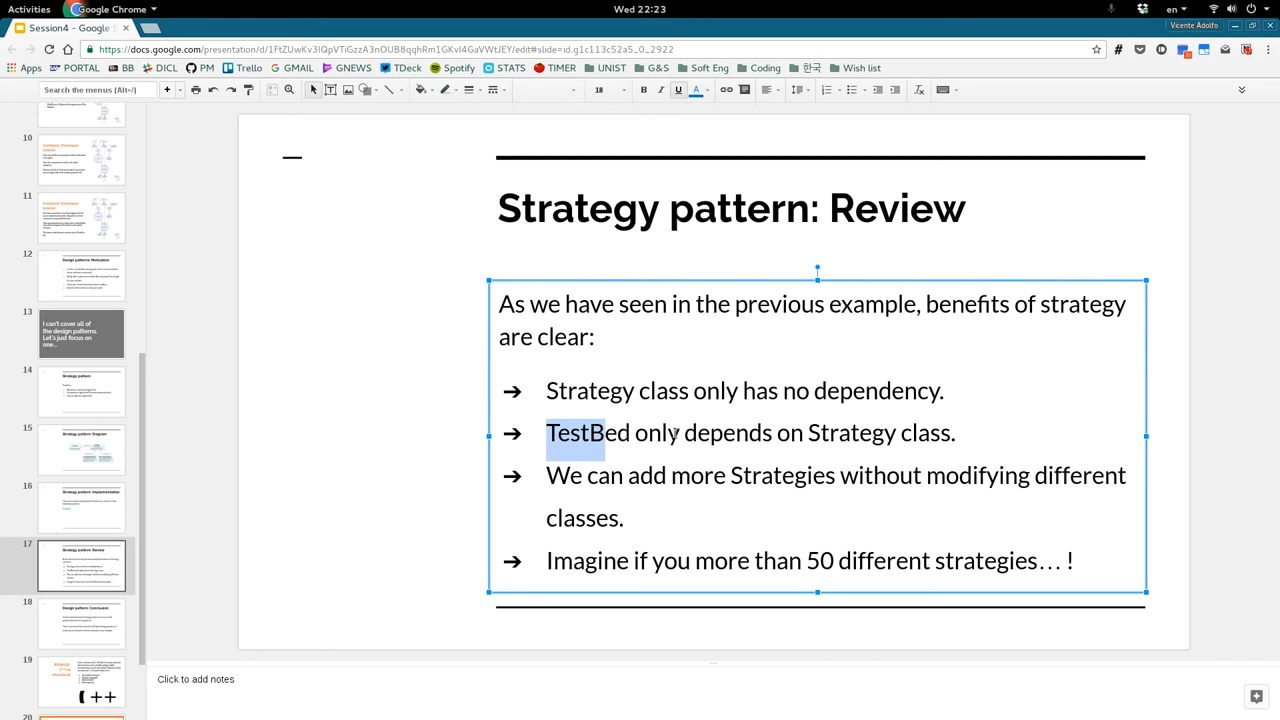 Activities Google Chrome Wed 22:23 en
Session4 - Google S Vicente Adolfo
https://docs.google.com/presentation/d/1FtZUwKv3IQpVTiGzzA3nOUB8qqhRm1GKvI4GaVWtJEY/edit#slide=id.g1c113c52a5_0_2922
Apps PORTAL BB DICL PM Trello GMAIL GNEWS TDeck Spotify STATS TIMER UNIST G&S Soft Eng Coding 한국 Wish list
Search the menus (Alt+/) 18 B I U A
10
11
12
Design patterns: Motivation
13
I can't cover all of
the design patterns.
Let's just focus on
one...
14
Strategy pattern
15
Strategy pattern: Diagram
16
Strategy pattern: Implementation
17
Strategy pattern: Review
18
Design pattern: Conclusion
19
20
Strategy pattern: Review
As we have seen in the previous example, benefits of strategy
are clear:
➔ Strategy class only has no dependency.
➔ TestBed only depends on Strategy class.
➔ We can add more Strategies without modifying different
classes.
➔ Imagine if you more than 50 different strategies… !
Click to add notes